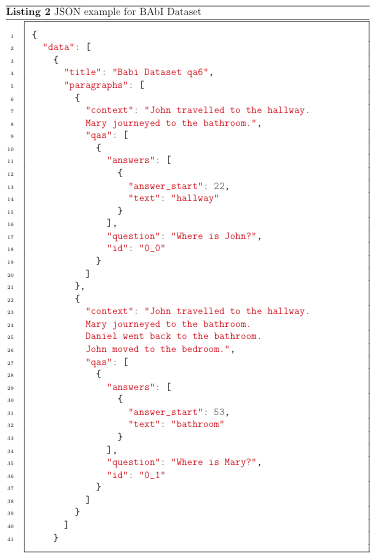 Listing 2 JSON example for BAbI Dataset
1 {
2 "data": [
3 {
4 "title": "Babi Dataset qa6",
5 "paragraphs": [
6 {
7 "context": "John travelled to the hallway.
8 Mary journeyed to the bathroom.",
9 "qas": [
10 {
11 "answers": [
12 {
13 "answer_start": 22,
14 "text": "hallway"
15 }
16 ],
17 "question": "Where is John?",
18 "id": "0_0"
19 }
20 ]
21 },
22 {
23 "context": "John travelled to the hallway.
24 Mary journeyed to the bathroom.
25 Daniel went back to the bathroom.
26 John moved to the bedroom.",
27 "qas": [
28 {
29 "answers": [
30 {
31 "answer_start": 53,
32 "text": "bathroom"
33 }
34 ],
35 "question": "Where is Mary?",
36 "id": "0_1"
37 }
38 ]
39 }
40 ]
41 }